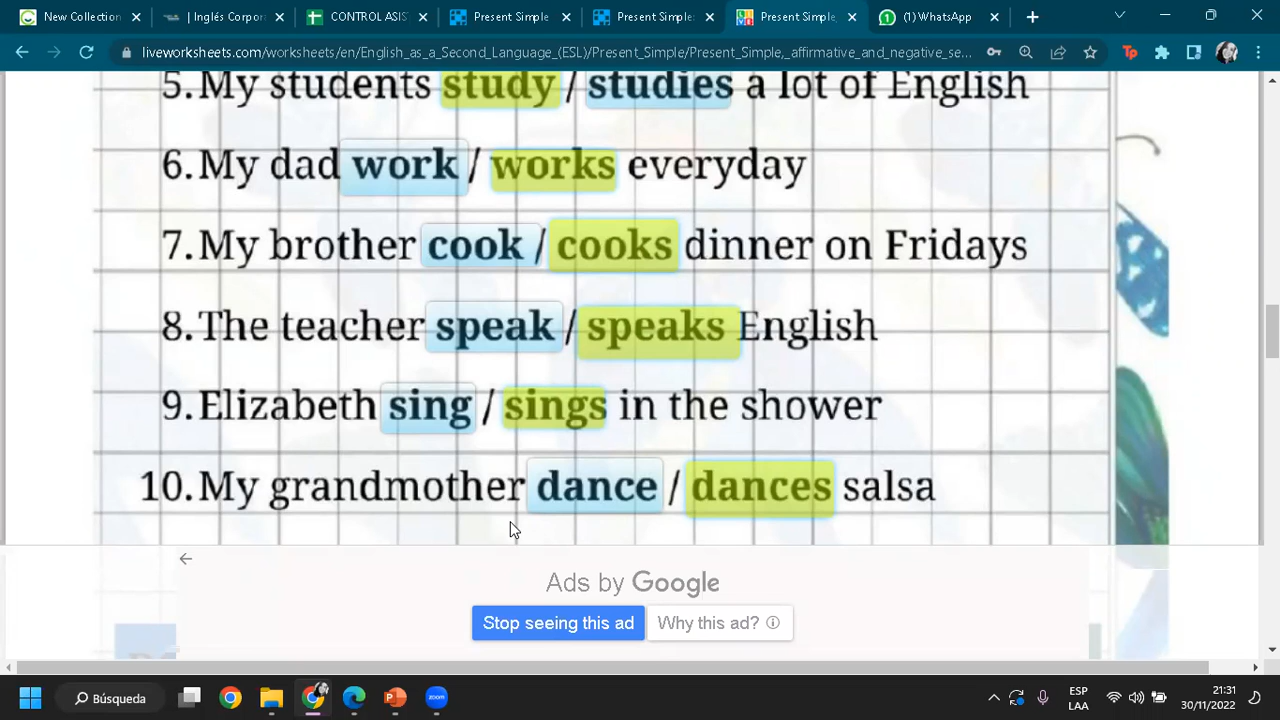 New Collection
| Inglés Corpora
CONTROL ASIS
Present Simple
Present Simple:
Present Simple,
(1) WhatsApp
liveworksheets.com/worksheets/en/English_as_a_Second_Language_(ESL)/Present_Simple/Present_Simple,_affirmative_and_negative_se...
5. My students study / studies a lot of English
6. My dad work / works everyday
7. My brother cook / cooks dinner on Fridays
8. The teacher speak / speaks English
9. Elizabeth sing / sings in the shower
10. My grandmother dance / dances salsa
Ads by Google
Stop seeing this ad
Why this ad?
Búsqueda
zoom
ESP
LAA
21:31
30/11/2022